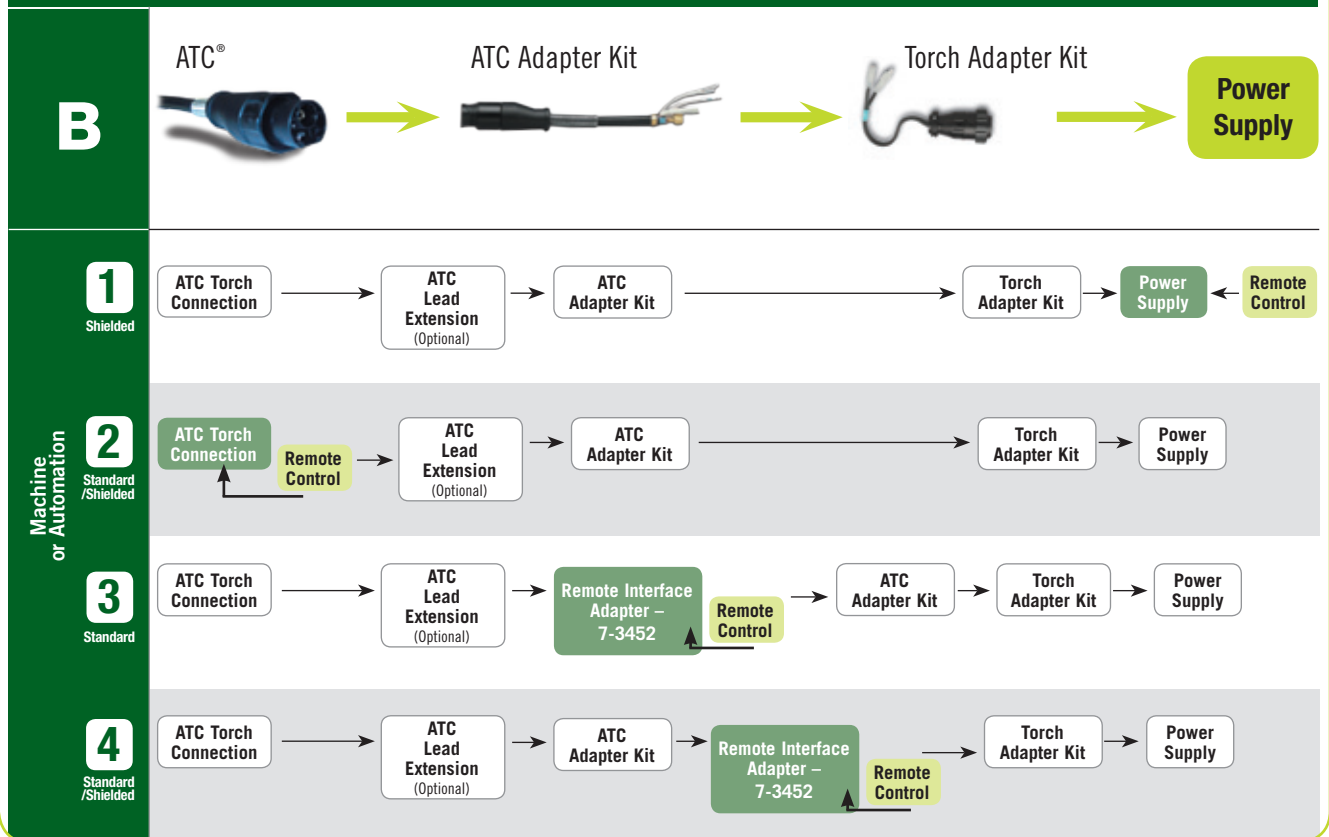 B
ATC®
ATC Adapter Kit
Torch Adapter Kit
Power
Supply
Machine
or Automation
1
Shielded
ATC Torch
Connection
ATC
Lead
Extension
(Optional)
ATC
Adapter Kit
Torch
Adapter Kit
Power
Supply
Remote
Control
2
Standard
/Shielded
ATC Torch
Connection
Remote
Control
ATC
Lead
Extension
(Optional)
ATC
Adapter Kit
Torch
Adapter Kit
Power
Supply
3
Standard
ATC Torch
Connection
ATC
Lead
Extension
(Optional)
Remote Interface
Adapter –
7-3452
Remote
Control
ATC
Adapter Kit
Torch
Adapter Kit
Power
Supply
4
Standard
/Shielded
ATC Torch
Connection
ATC
Lead
Extension
(Optional)
ATC
Adapter Kit
Remote Interface
Adapter –
7-3452
Remote
Control
Torch
Adapter Kit
Power
Supply